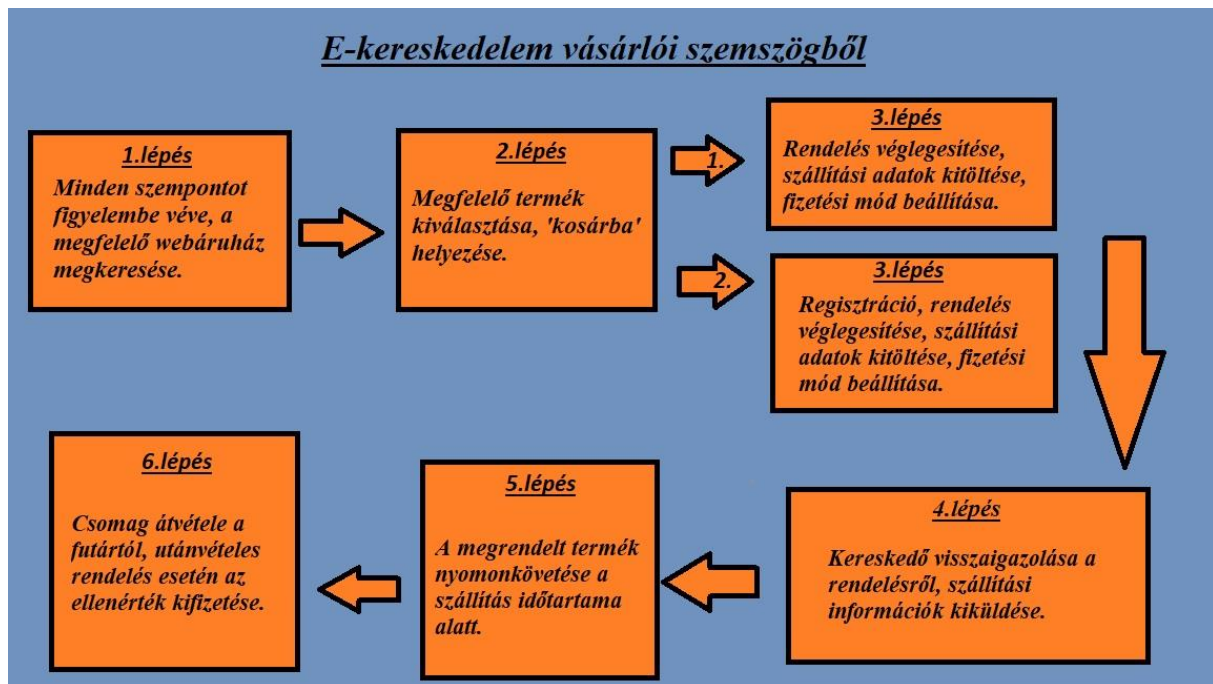 E-kereskedelem vásárlói szemszögből
1.lépés
Minden szempontot
figyelembe véve, a
megfelelő webáruház
megkeresése.
2.lépés
Megfelelő termék
kiválasztása, 'kosárba'
helyezése.
1.
3.lépés
Rendelés véglegesítése,
szállítási adatok kitöltése,
fizetési mód beállítása.
2.
3.lépés
Regisztráció, rendelés
véglegesítése, szállítási
adatok kitöltése, fizetési
mód beállítása.
4.lépés
Kereskedő visszaigazolása a
rendelésről, szállítási
információk kiküldése.
5.lépés
A megrendelt termék
nyomonkövetése a
szállítás időtartama
alatt.
6.lépés
Csomag átvétele a
futártól, utánvételes
rendelés esetén az
ellenérték kifizetése.